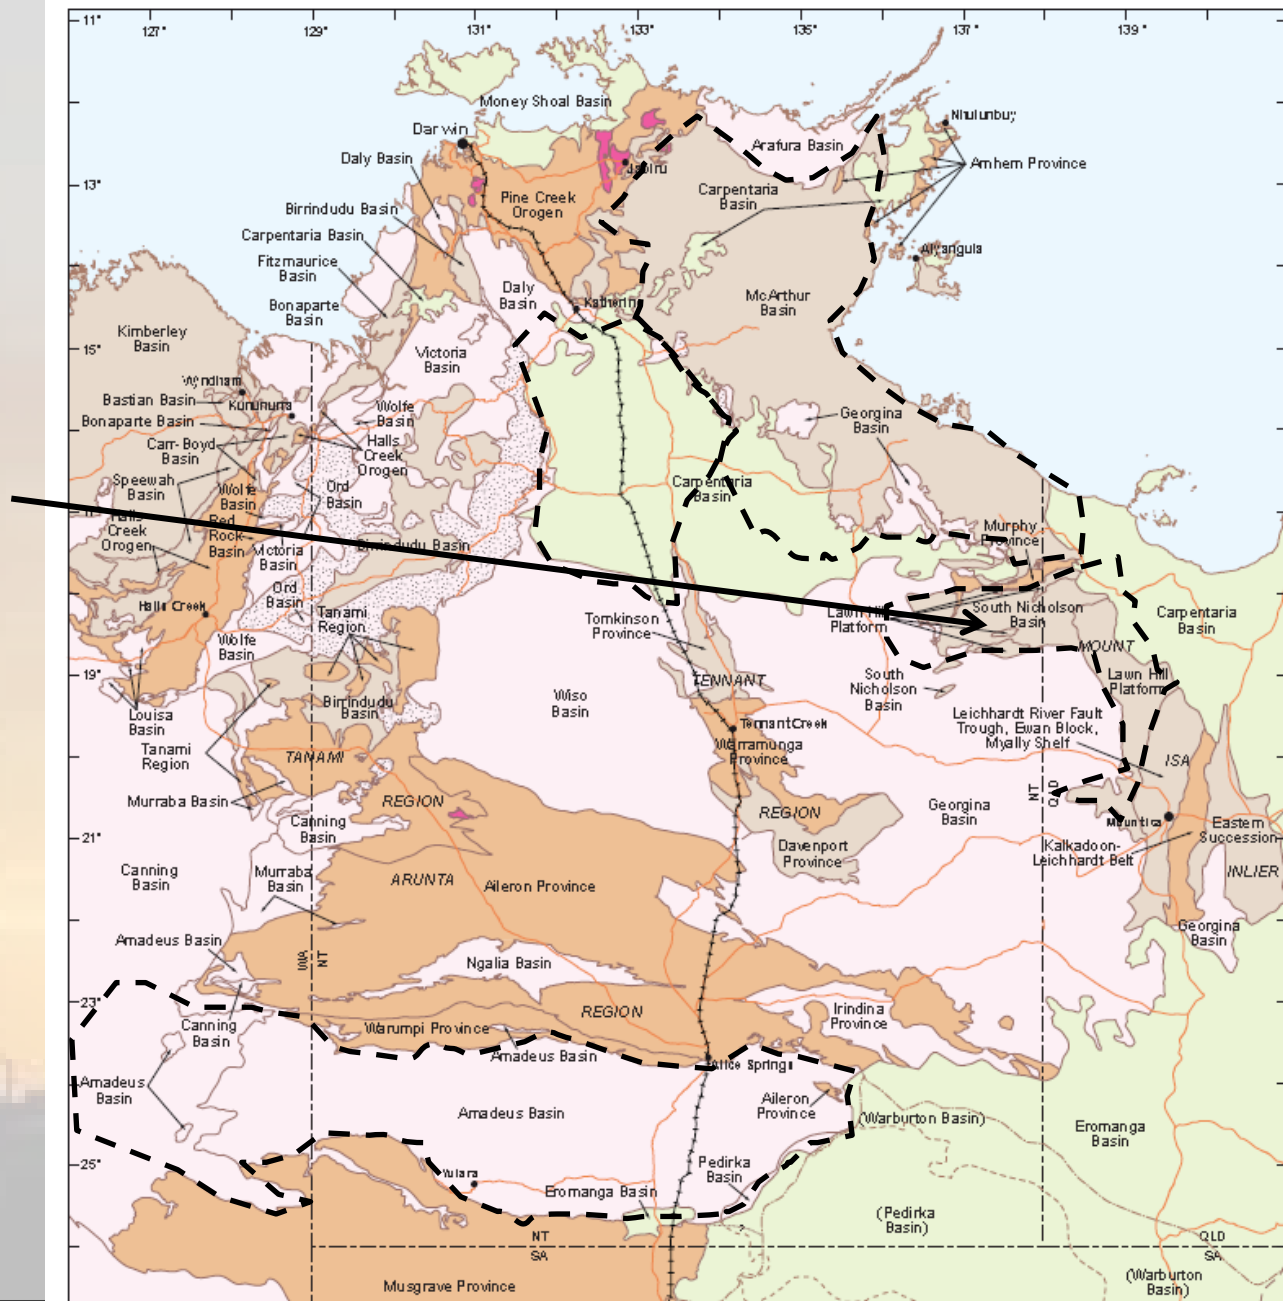 11°
127°
129°
131°
133°
135°
137°
139°
Money Shoal Basin
Darwin
Nhulunbuy
Arafura Basin
Daly Basin
Jabiru
Arnhem Province
13°
Carpentaria
Basin
Pine Creek
Orogen
Birrindudu Basin
Carpentaria Basin
Alyangula
Fitzmaurice
Basin
Daly
Basin
Katherine
McArthur
Basin
Bonaparte
Basin
Kimberley
Basin
15°
Victoria
Basin
Wyndham
Bastian Basin
Kununurra
Wolfe
Basin
Georgina
Basin
Bonaparte Basin
Carr-Boyd
Basin
Halls
Creek
Orogen
Speewah
Basin
Wolfe
Basin
Ord
Basin
Carpentaria
Basin
Halls
Creek
Orogen
Red
Rock
Basin
Murphy
Province
Victoria
Basin
Birrindudu Basin
Ord
Basin
Halls Creek
Tanami
Region
Tomkinson
Province
Lawn Hill
Platform
South Nicholson
Basin
Carpentaria
Basin
Wolfe
Basin
MOUNT
19°
TENNANT
South
Nicholson
Basin
Lawn Hill
Platform
Louisa
Basin
Birrindudu
Basin
Wiso
Basin
Leichhardt River Fault
Trough, Ewan Block,
Myally Shelf
Tennant Creek
Tanami
Region
TANAMI
Warramunga
Province
ISA
NT
QLD
Murraba Basin
REGION
REGION
Georgina
Basin
Canning
Basin
Mount Isa
Eastern
Succession
21°
Davenport
Province
Kalkadoon-
Leichhardt Belt
Canning
Basin
Murraba
Basin
ARUNTA
Aileron Province
INLIER
Georgina
Basin
Amadeus Basin
WA
NT
Ngalia Basin
23°
REGION
Irindina
Province
Canning
Basin
Warumpi Province
Amadeus Basin
Alice Springs
Amadeus
Basin
Aileron
Province
Amadeus Basin
(Warburton Basin)
Eromanga
Basin
25°
Yulara
Pedirka
Basin
Eromanga Basin
(Pedirka
Basin)
?
NT
SA
QLD
SA
Musgrave Province
(Warburton
Basin)